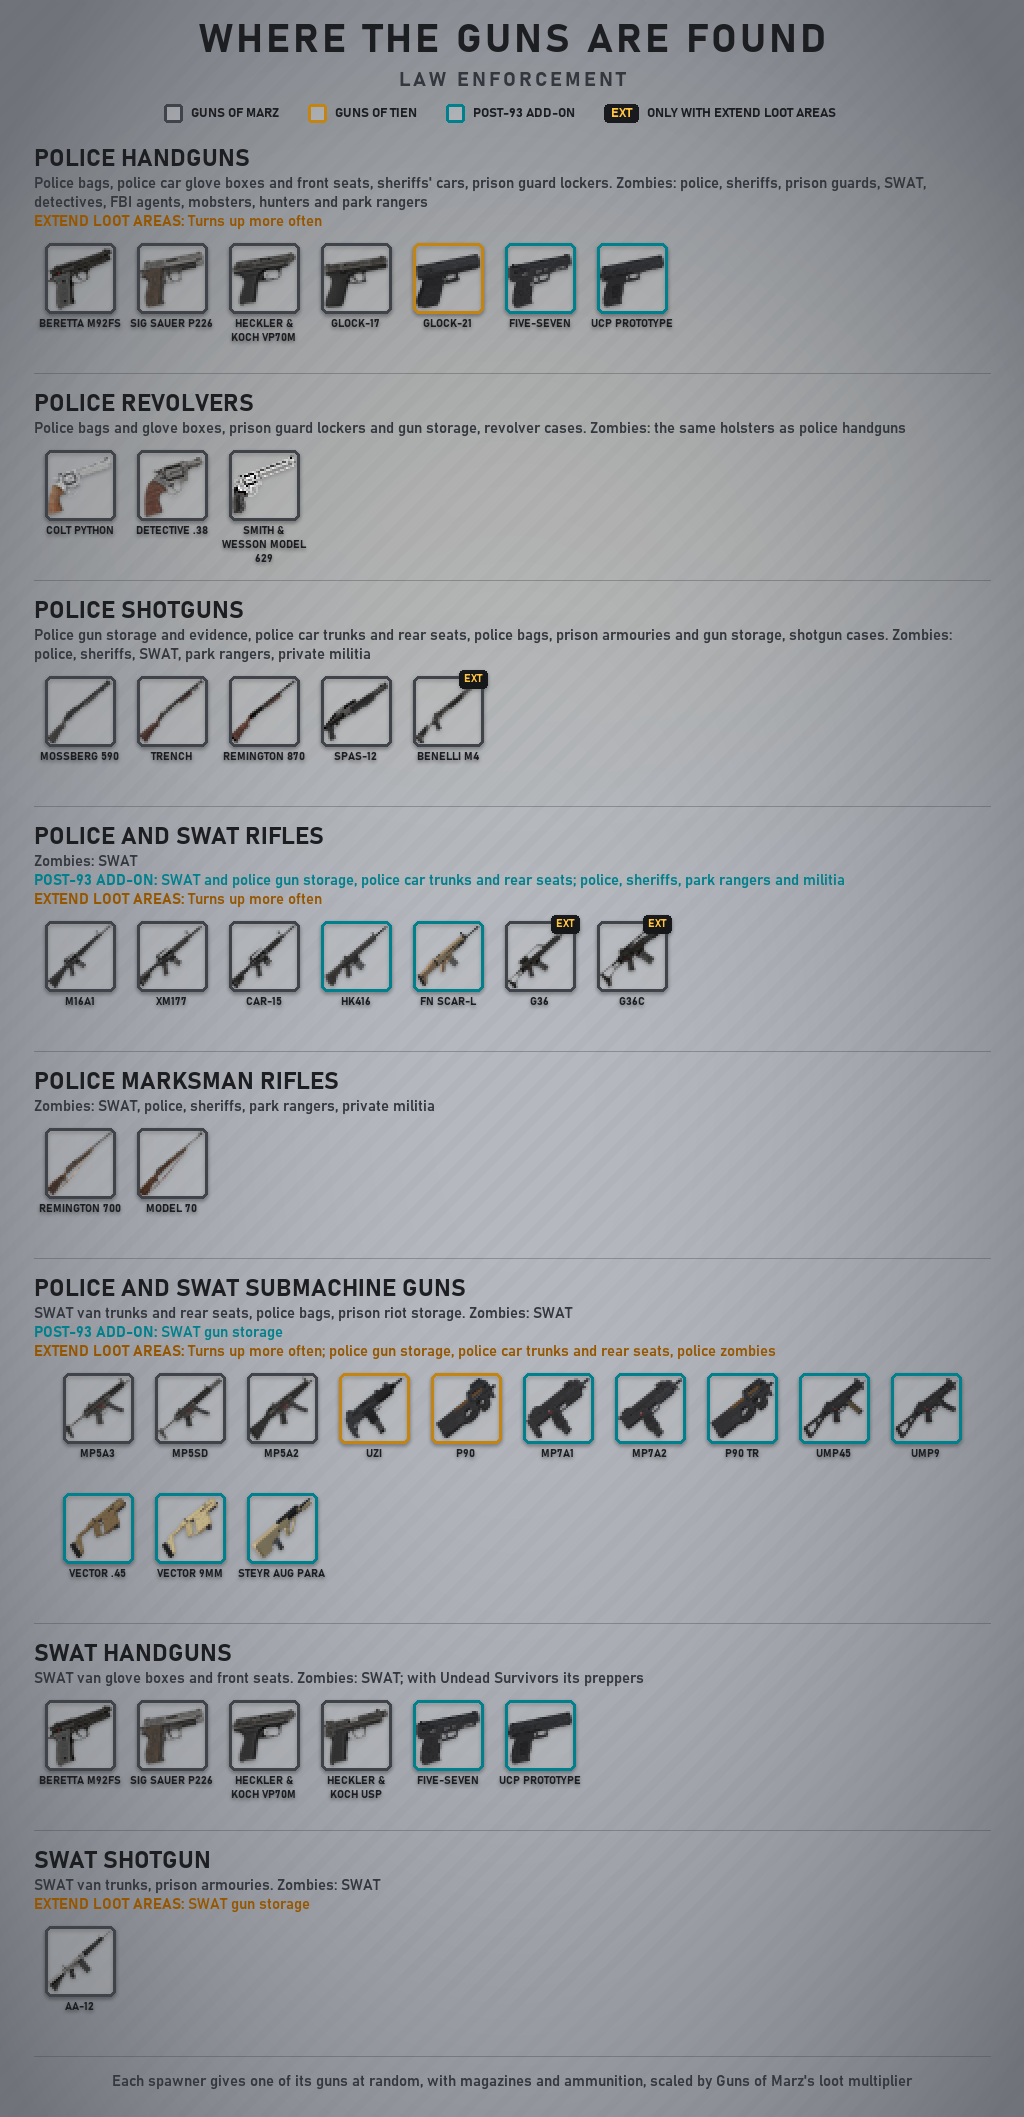 WHERE THE GUNS ARE FOUND
LAW ENFORCEMENT
GUNS OF MARZ GUNS OF TIEN POST-93 ADD-ON EXT ONLY WITH EXTEND LOOT AREAS
POLICE HANDGUNS
Police bags, police car glove boxes and front seats, sheriffs' cars, prison guard lockers. Zombies: police, sheriffs, prison guards, SWAT,
detectives, FBI agents, mobsters, hunters and park rangers
EXTEND LOOT AREAS: Turns up more often
BERETTA M92FS SIG SAUER P226 HECKLER & GLOCK-17 GLOCK-21 FIVE-SEVEN UCP PROTOTYPE
KOCH VP70M
POLICE REVOLVERS
Police bags and glove boxes, prison guard lockers and gun storage, revolver cases. Zombies: the same holsters as police handguns
COLT PYTHON DETECTIVE .38 SMITH &
WESSON MODEL
629
POLICE SHOTGUNS
Police gun storage and evidence, police car trunks and rear seats, police bags, prison armouries and gun storage, shotgun cases. Zombies:
police, sheriffs, SWAT, park rangers, private militia
EXT
MOSSBERG 590 TRENCH REMINGTON 870 SPAS-12 BENELLI M4
POLICE AND SWAT RIFLES
Zombies: SWAT
POST-93 ADD-ON: SWAT and police gun storage, police car trunks and rear seats; police, sheriffs, park rangers and militia
EXTEND LOOT AREAS: Turns up more often
EXT EXT
M16A1 XM177 CAR-15 HK416 FN SCAR-L G36 G36C
POLICE MARKSMAN RIFLES
Zombies: SWAT, police, sheriffs, park rangers, private militia
REMINGTON 700 MODEL 70
POLICE AND SWAT SUBMACHINE GUNS
SWAT van trunks and rear seats, police bags, prison riot storage. Zombies: SWAT
POST-93 ADD-ON: SWAT gun storage
EXTEND LOOT AREAS: Turns up more often; police gun storage, police car trunks and rear seats, police zombies
MP5A3 MP5SD MP5A2 UZI P90 MP7A1 MP7A2 P90 TR UMP45 UMP9
VECTOR .45 VECTOR 9MM STEYR AUG PARA
SWAT HANDGUNS
SWAT van glove boxes and front seats. Zombies: SWAT; with Undead Survivors its preppers
BERETTA M92FS SIG SAUER P226 HECKLER & HECKLER & FIVE-SEVEN UCP PROTOTYPE
KOCH VP70M KOCH USP
SWAT SHOTGUN
SWAT van trunks, prison armouries. Zombies: SWAT
EXTEND LOOT AREAS: SWAT gun storage
AA-12
Each spawner gives one of its guns at random, with magazines and ammunition, scaled by Guns of Marz's loot multiplier